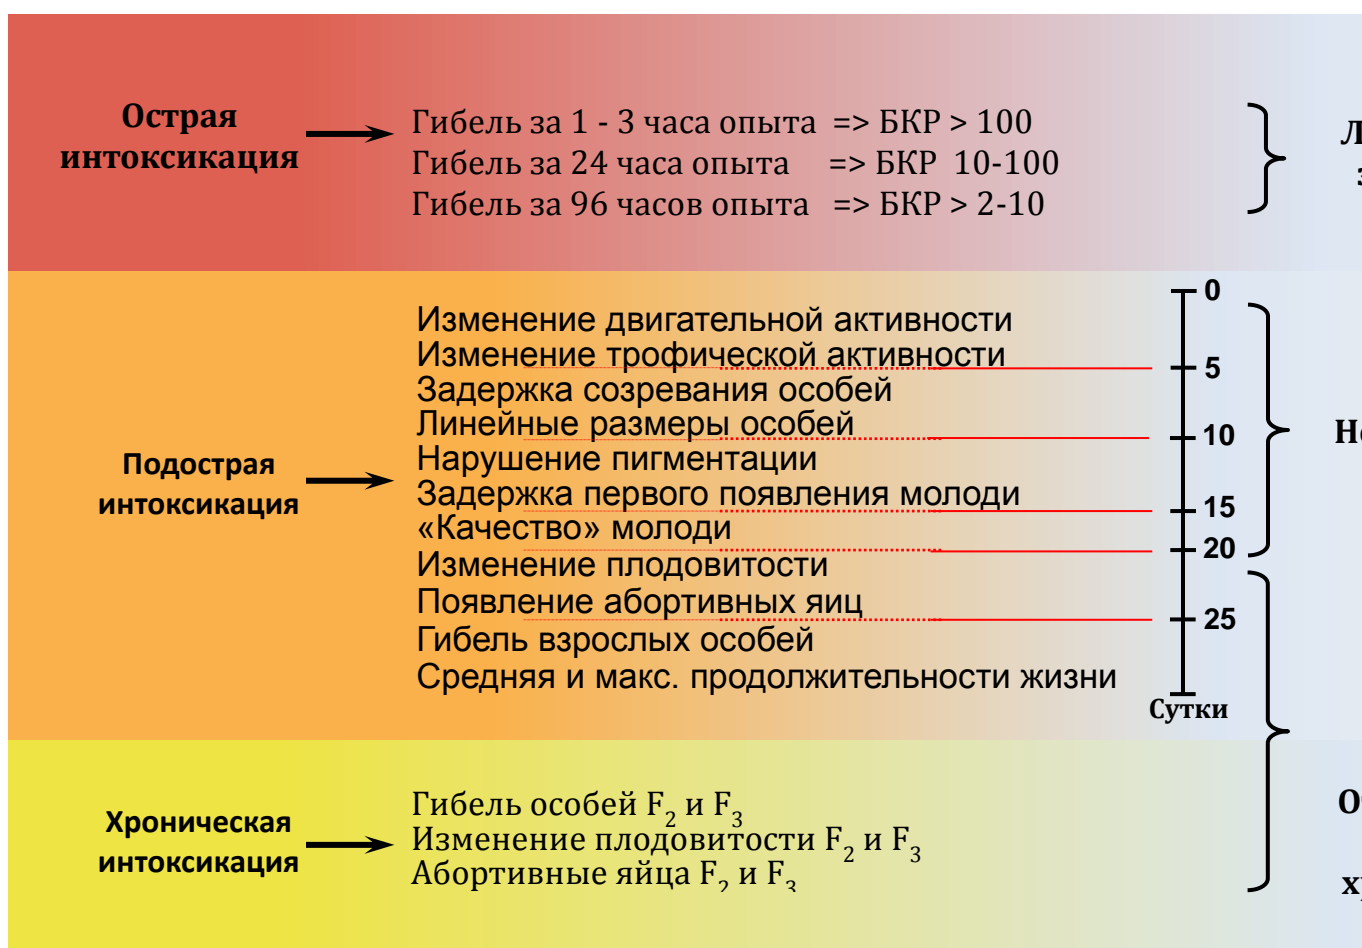 Острая
интоксикация
Гибель за 1 - 3 часа опыта => БКР > 100
Гибель за 24 часа опыта => БКР 10-100
Гибель за 96 часов опыта => БКР > 2-10
Подострая
интоксикация
Изменение двигательной активности
Изменение трофической активности
Задержка созревания особей
Линейные размеры особей
Нарушение пигментации
Задержка первого появления молоди
«Качество» молоди
Изменение плодовитости
Появление абортивных яиц
Гибель взрослых особей
Средняя и макс. продолжительности жизни
0
5
10
15
20
25
Сутки
Хроническая
интоксикация
Гибель особей F₂ и F₃
Изменение плодовитости F₂ и F₃
Абортивные яйца F₂ и F₃